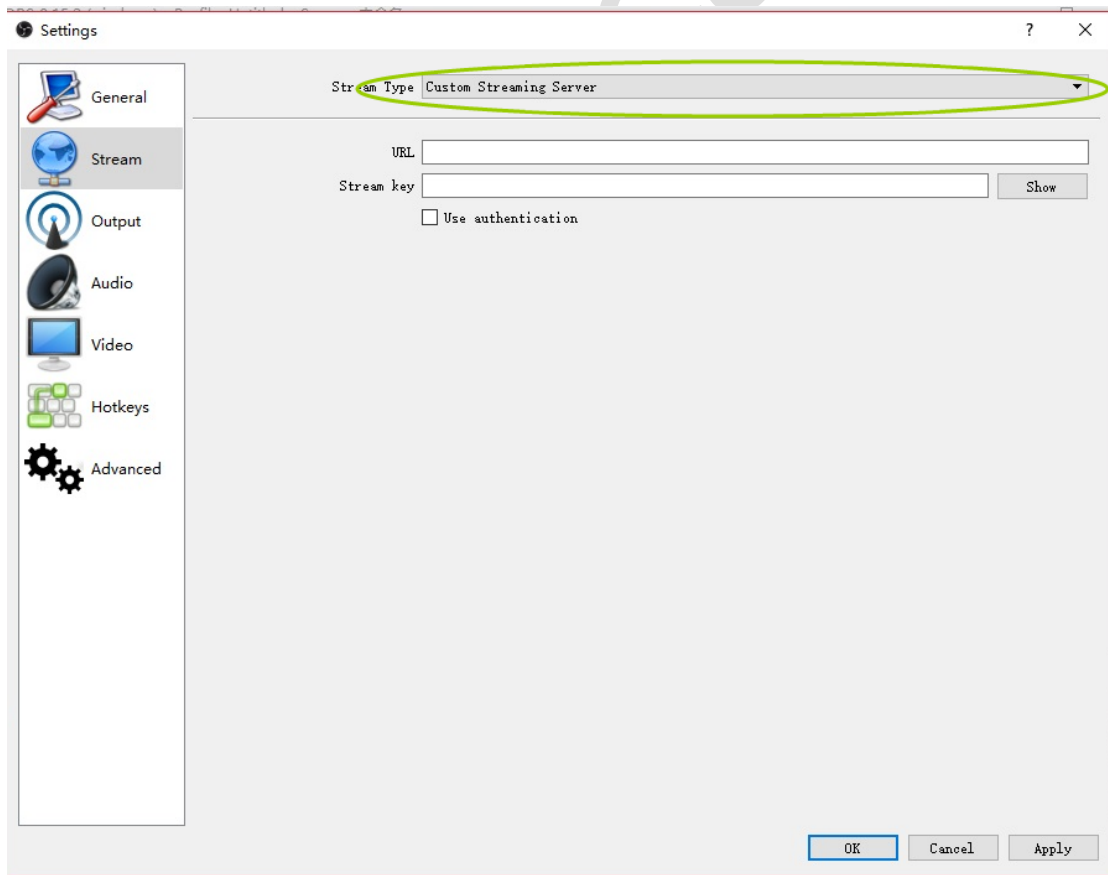 Settings
?
General
Stream
Output
Audio
Video
Hotkeys
Advanced
Stream Type Custom Streaming Server
URL
Stream key
Show
Use authentication
OK Cancel Apply